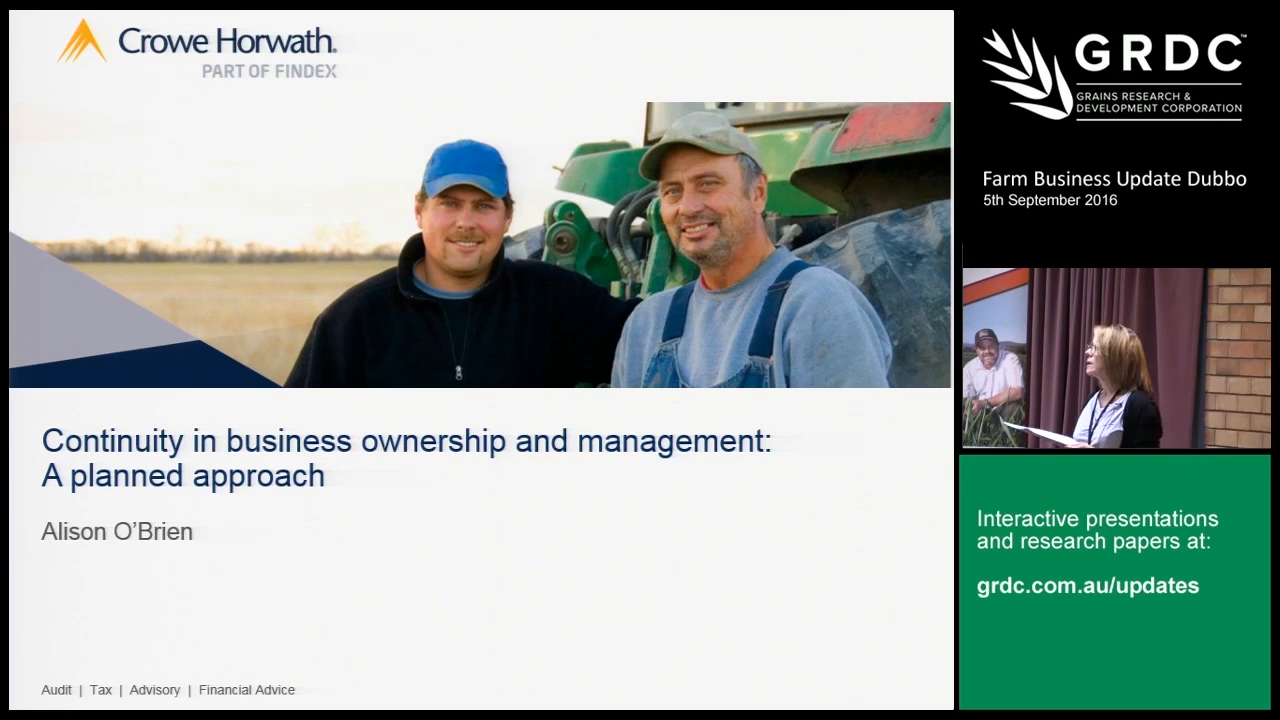 Crowe Horwath.
PART OF FINDEX
Continuity in business ownership and management:
A planned approach
Alison O'Brien
Audit | Tax | Advisory | Financial Advice
GRDC™
GRAINS RESEARCH &
DEVELOPMENT CORPORATION
Farm Business Update Dubbo
5th September 2016
Interactive presentations
and research papers at:
grdc.com.au/updates